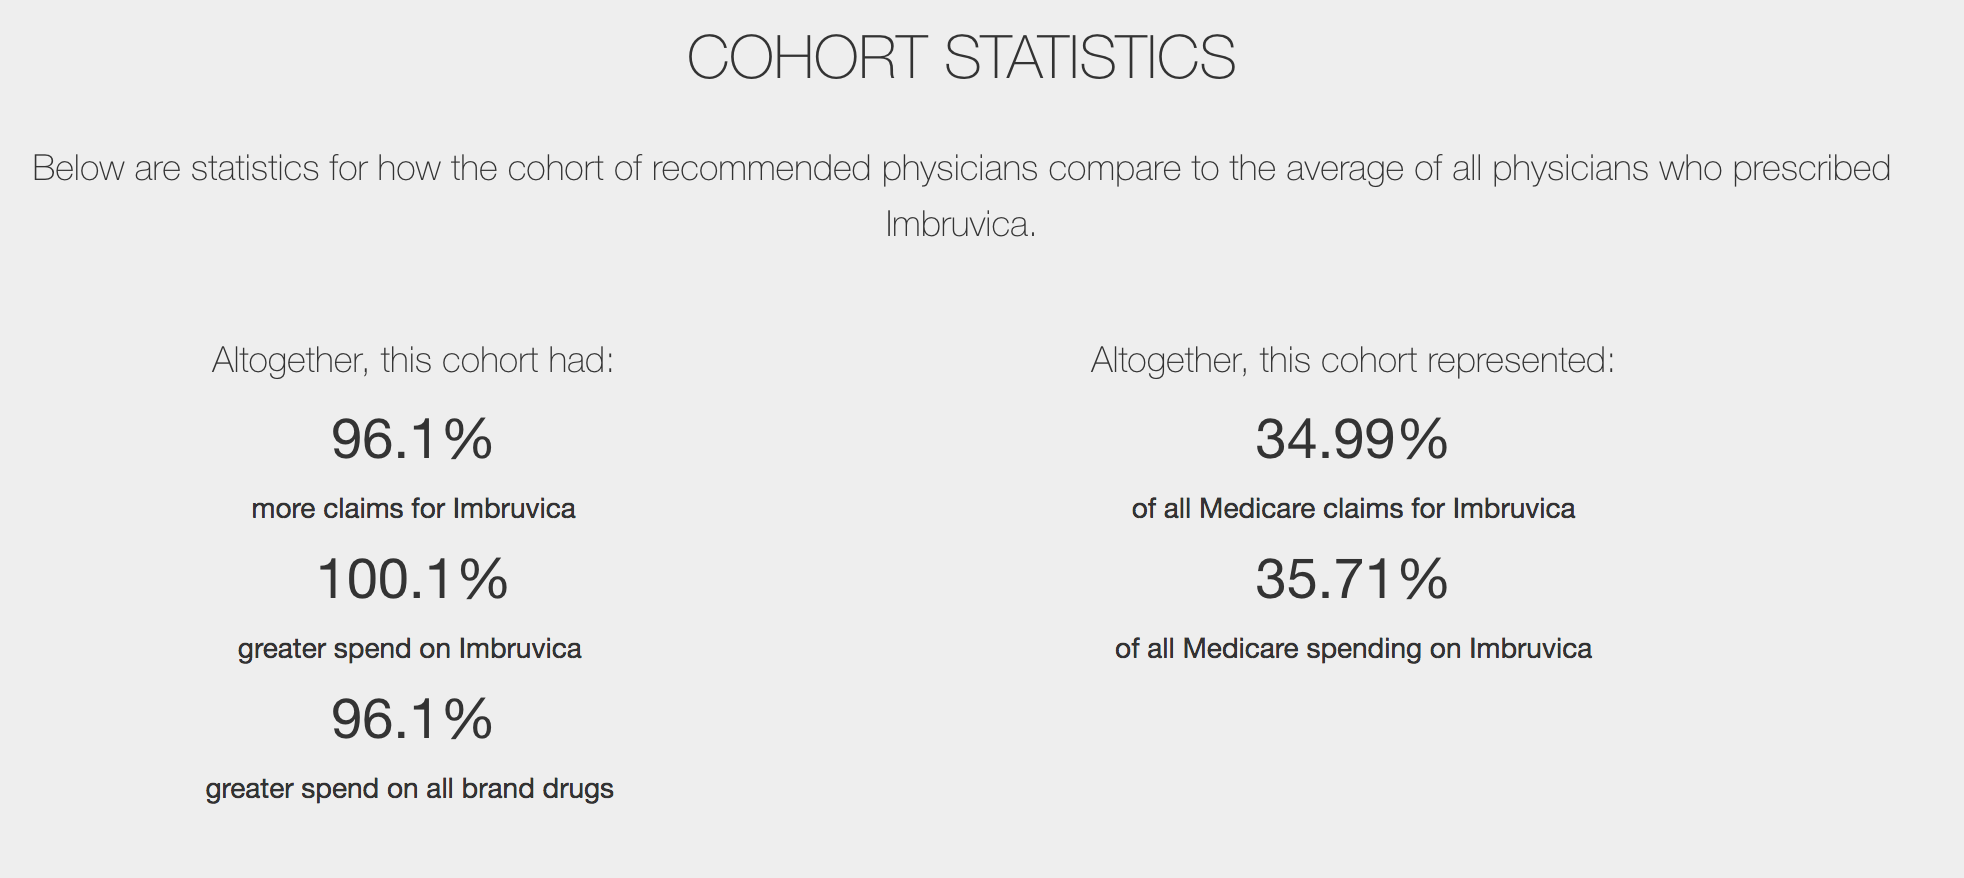 COHORT STATISTICS
Below are statistics for how the cohort of recommended physicians compare to the average of all physicians who prescribed
Imbruvica.
Altogether, this cohort had:
96.1%
more claims for Imbruvica
100.1%
greater spend on Imbruvica
96.1%
greater spend on all brand drugs
Altogether, this cohort represented:
34.99%
of all Medicare claims for Imbruvica
35.71%
of all Medicare spending on Imbruvica